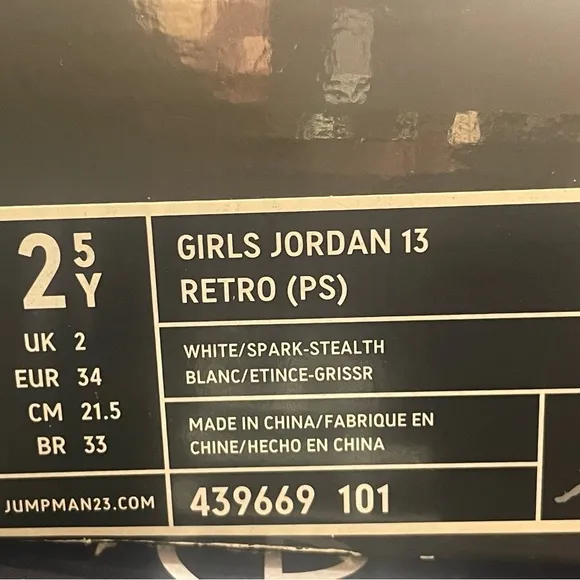 2 5Y
UK 2
EUR 34
CM 21.5
BR 33
JUMPMAN23.COM
GIRLS JORDAN 13
RETRO (PS)
WHITE/SPARK-STEALTH
BLANC/ETINCE-GRISSR
MADE IN CHINA/FABRIQUE EN
CHINE/HECHO EN CHINA
439669 101